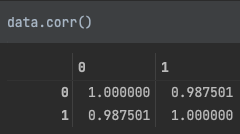 data.corr()
0 1
0 1.000000 0.987501
1 0.987501 1.000000